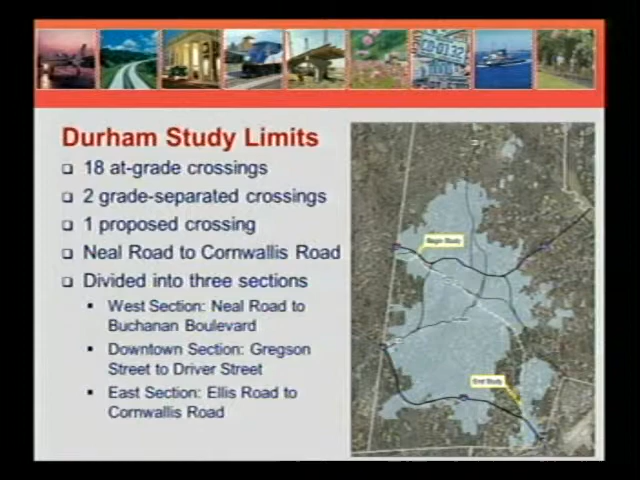 Durham Study Limits
18 at-grade crossings
2 grade-separated crossings
1 proposed crossing
Neal Road to Cornwallis Road
Divided into three sections
West Section: Neal Road to
Buchanan Boulevard
Downtown Section: Gregson
Street to Driver Street
East Section: Ellis Road to
Cornwallis Road
Begin Study
End Study